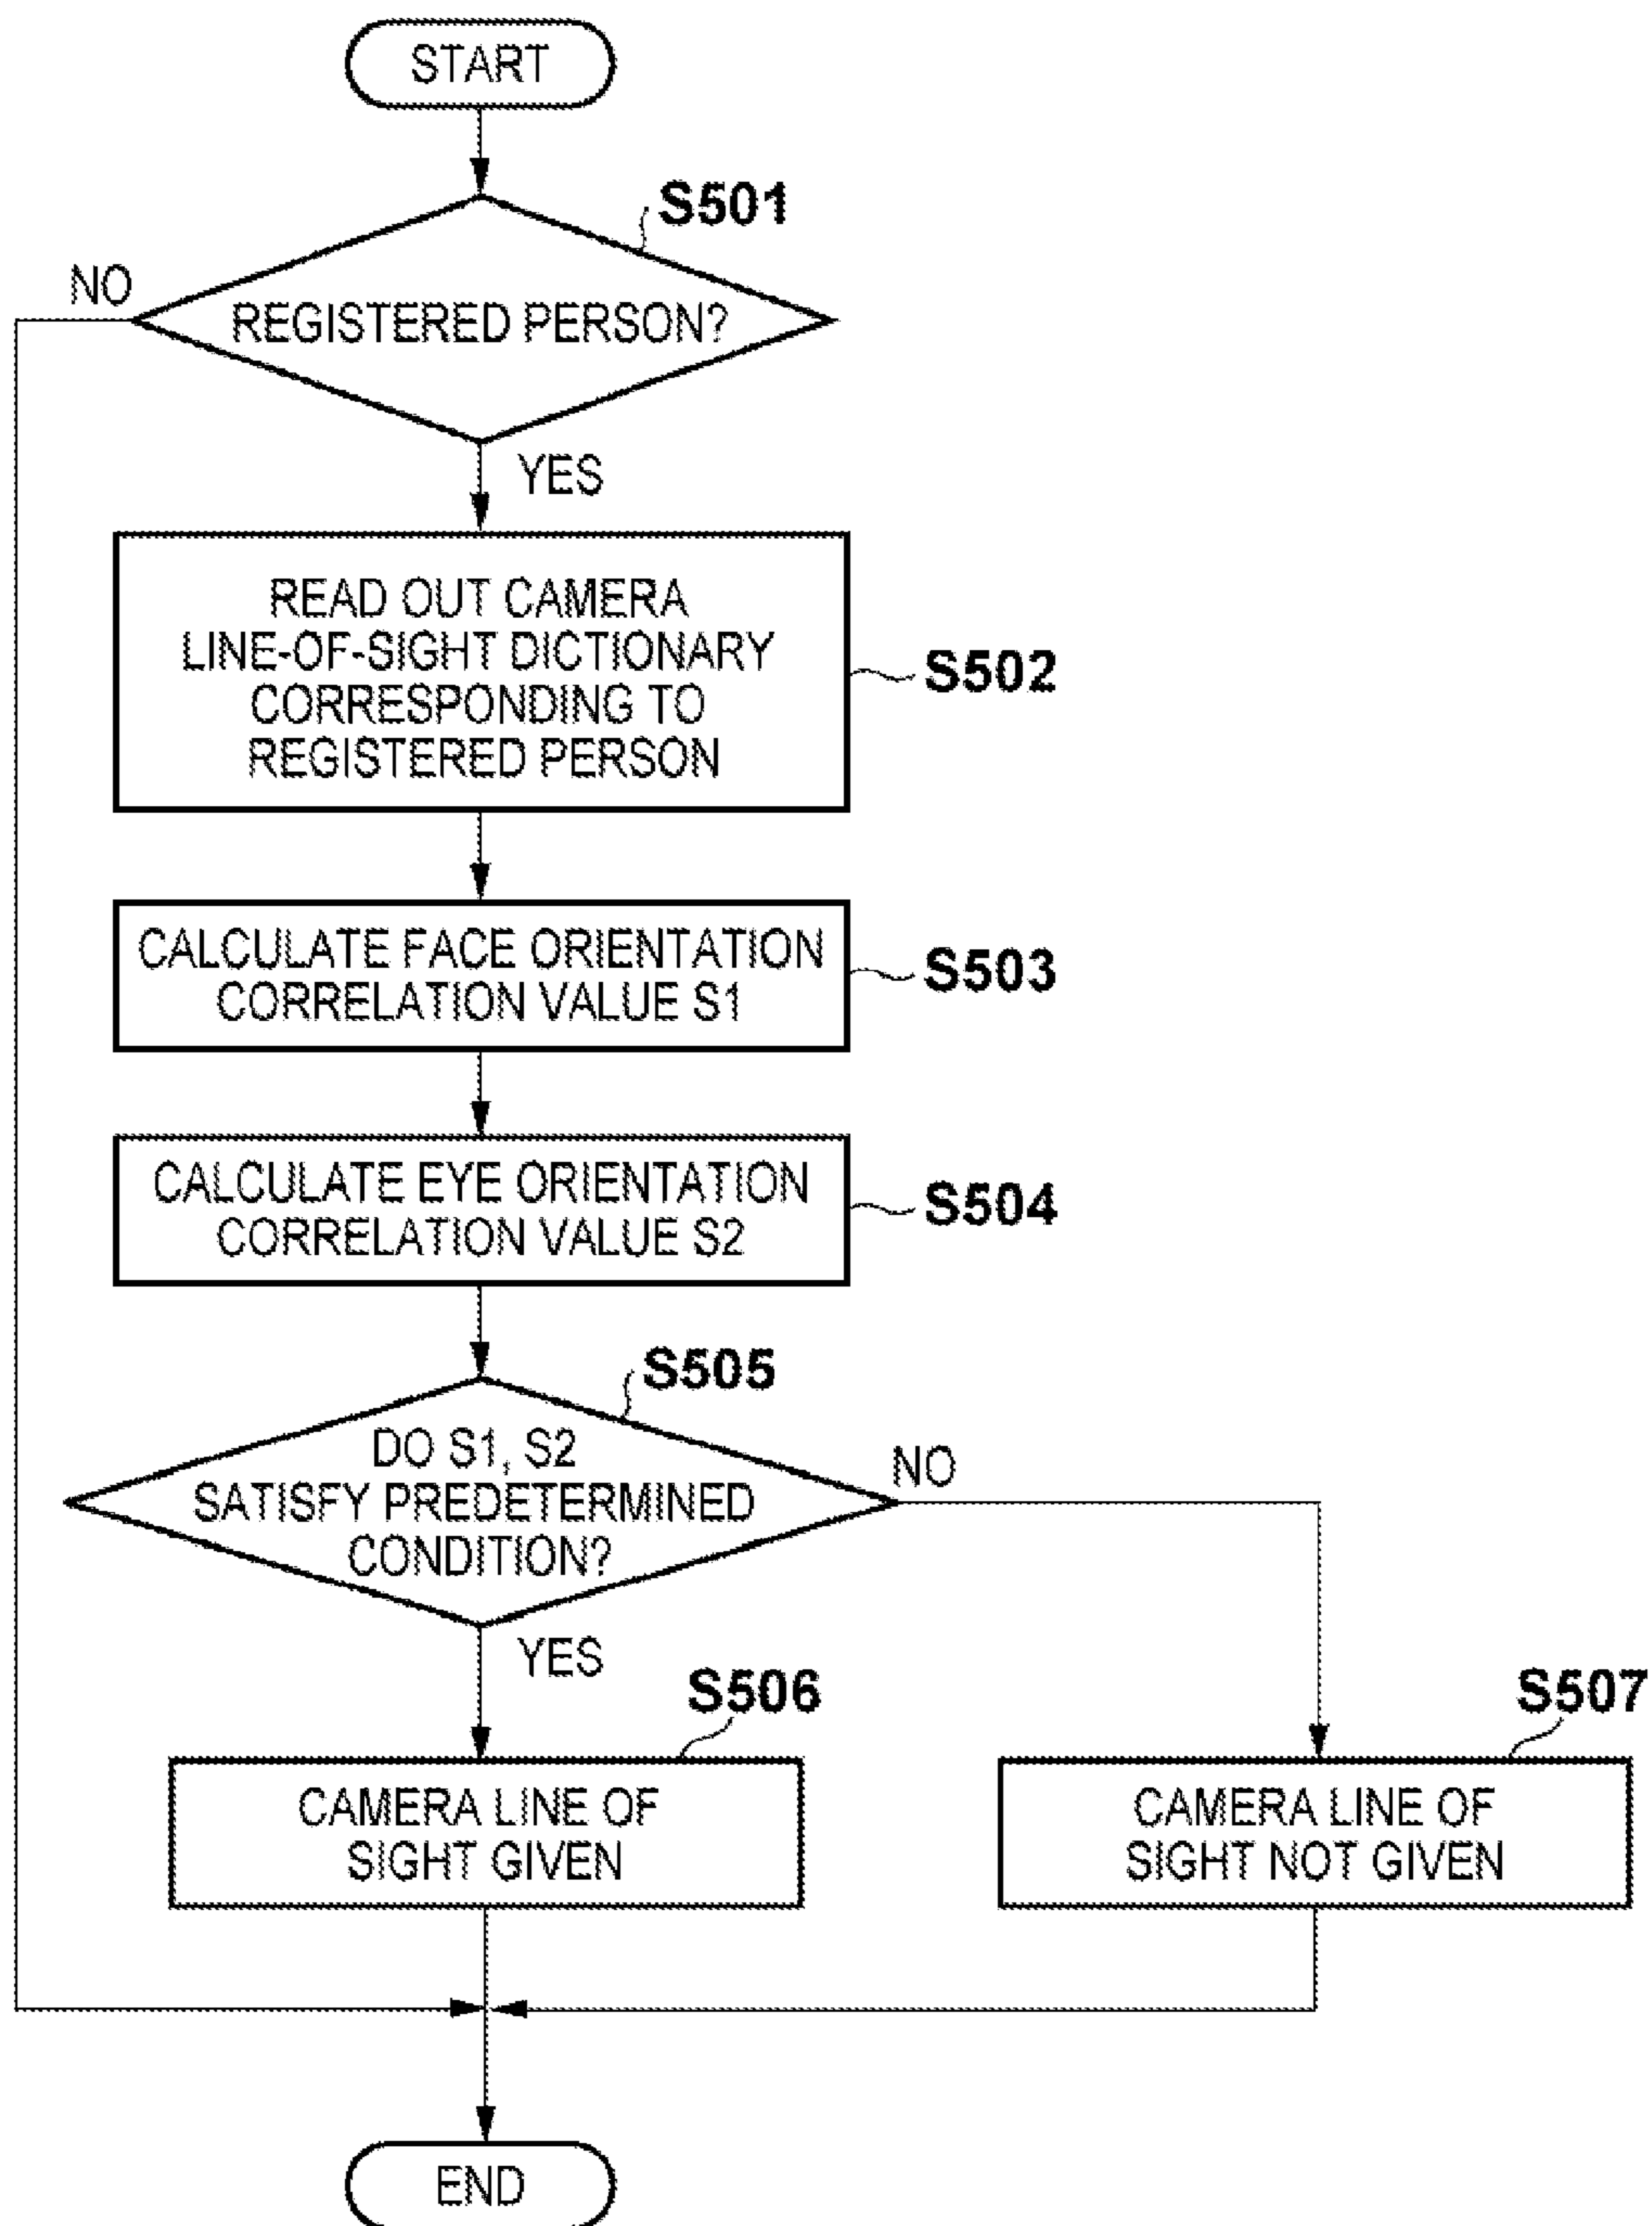 START
S501
NO
REGISTERED PERSON?
YES
READ OUT CAMERA
LINE-OF-SIGHT DICTIONARY
CORRESPONDING TO
REGISTERED PERSON
S502
CALCULATE FACE ORIENTATION
CORRELATION VALUE S1
S503
CALCULATE EYE ORIENTATION
CORRELATION VALUE S2
S504
S505
DO S1, S2
SATISFY PREDETERMINED
CONDITION?
NO
YES
S506
S507
CAMERA LINE OF
SIGHT GIVEN
CAMERA LINE OF
SIGHT NOT GIVEN
END